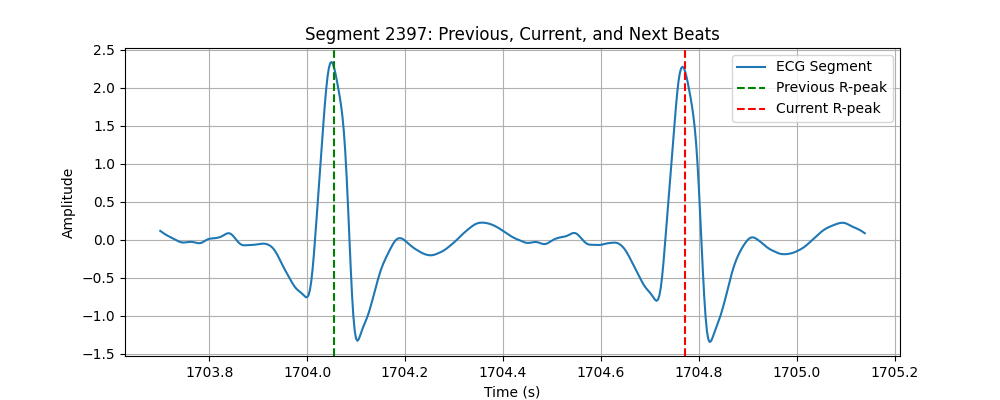 Segment 2397: Previous, Current, and Next Beats
2.5
2.0
1.5
1.0
0.5
0.0
−0.5
−1.0
−1.5
Amplitude
ECG Segment
Previous R-peak
Current R-peak
1703.8 1704.0 1704.2 1704.4 1704.6 1704.8 1705.0 1705.2
Time (s)